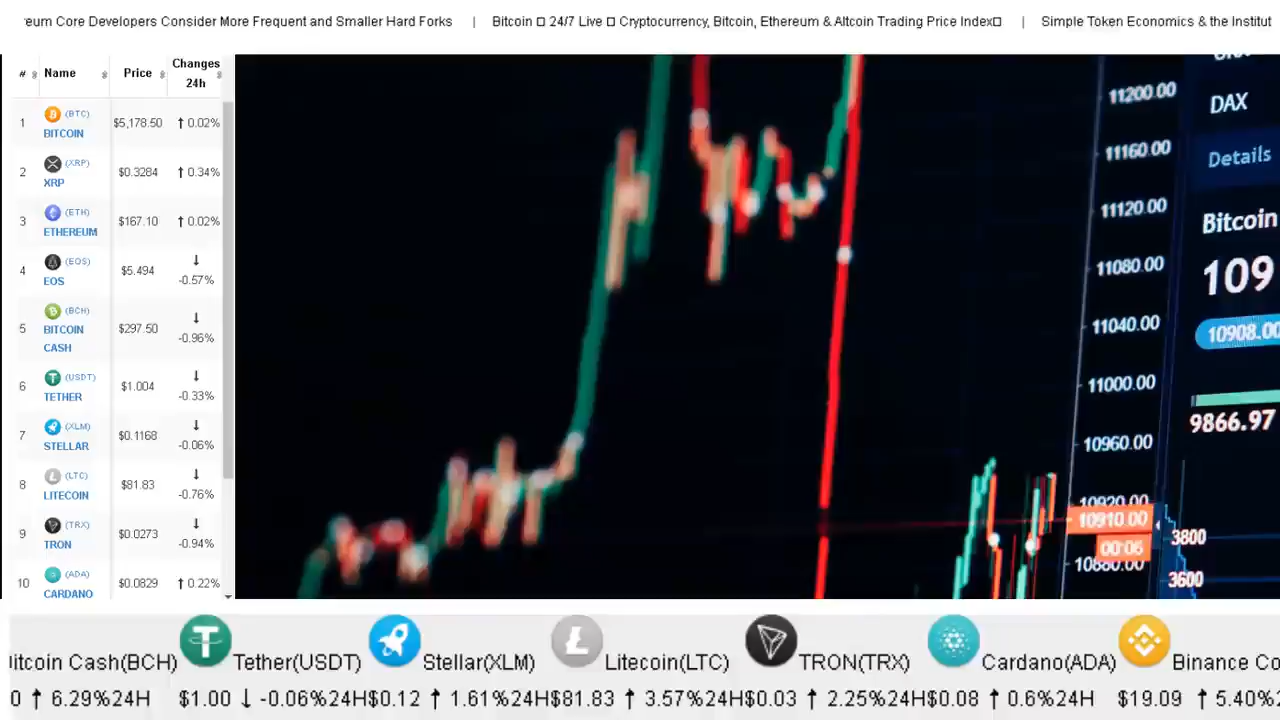 eum Core Developers Consider More Frequent and Smaller Hard Forks | Bitcoin □ 24/7 Live □ Cryptocurrency, Bitcoin, Ethereum & Altcoin Trading Price Index□ | Simple Token Economics & the Institut
# Name Price Changes 24h
1 (BTC) BITCOIN $5,178.50 ↑ 0.02%
2 (XRP) XRP $0.3284 ↑ 0.34%
3 (ETH) ETHEREUM $167.10 ↑ 0.02%
4 (EOS) EOS $5.494 ↓ -0.57%
5 (BCH) BITCOIN CASH $297.50 ↓ -0.96%
6 (USDT) TETHER $1.004 ↓ -0.33%
7 (XLM) STELLAR $0.1168 ↓ -0.06%
8 (LTC) LITECOIN $81.83 ↓ -0.76%
9 (TRX) TRON $0.0273 ↓ -0.94%
10 (ADA) CARDANO $0.0829 ↑ 0.22%
11200.00
11160.00
11120.00
11080.00
11040.00
11000.00
10960.00
10920.00
10910.00
00:06
10880.00
DAX
Details
Bitcoin
109
10908.00
9866.97
3800
3600
itcoin Cash(BCH) Tether(USDT) Stellar(XLM) Litecoin(LTC) TRON(TRX) Cardano(ADA) Binance Co
0 ↑ 6.29%24H $1.00 ↓ -0.06%24H$0.12 ↑ 1.61%24H$81.83 ↑ 3.57%24H$0.03 ↑ 2.25%24H$0.08 ↑ 0.6%24H $19.09 ↑ 5.40%2